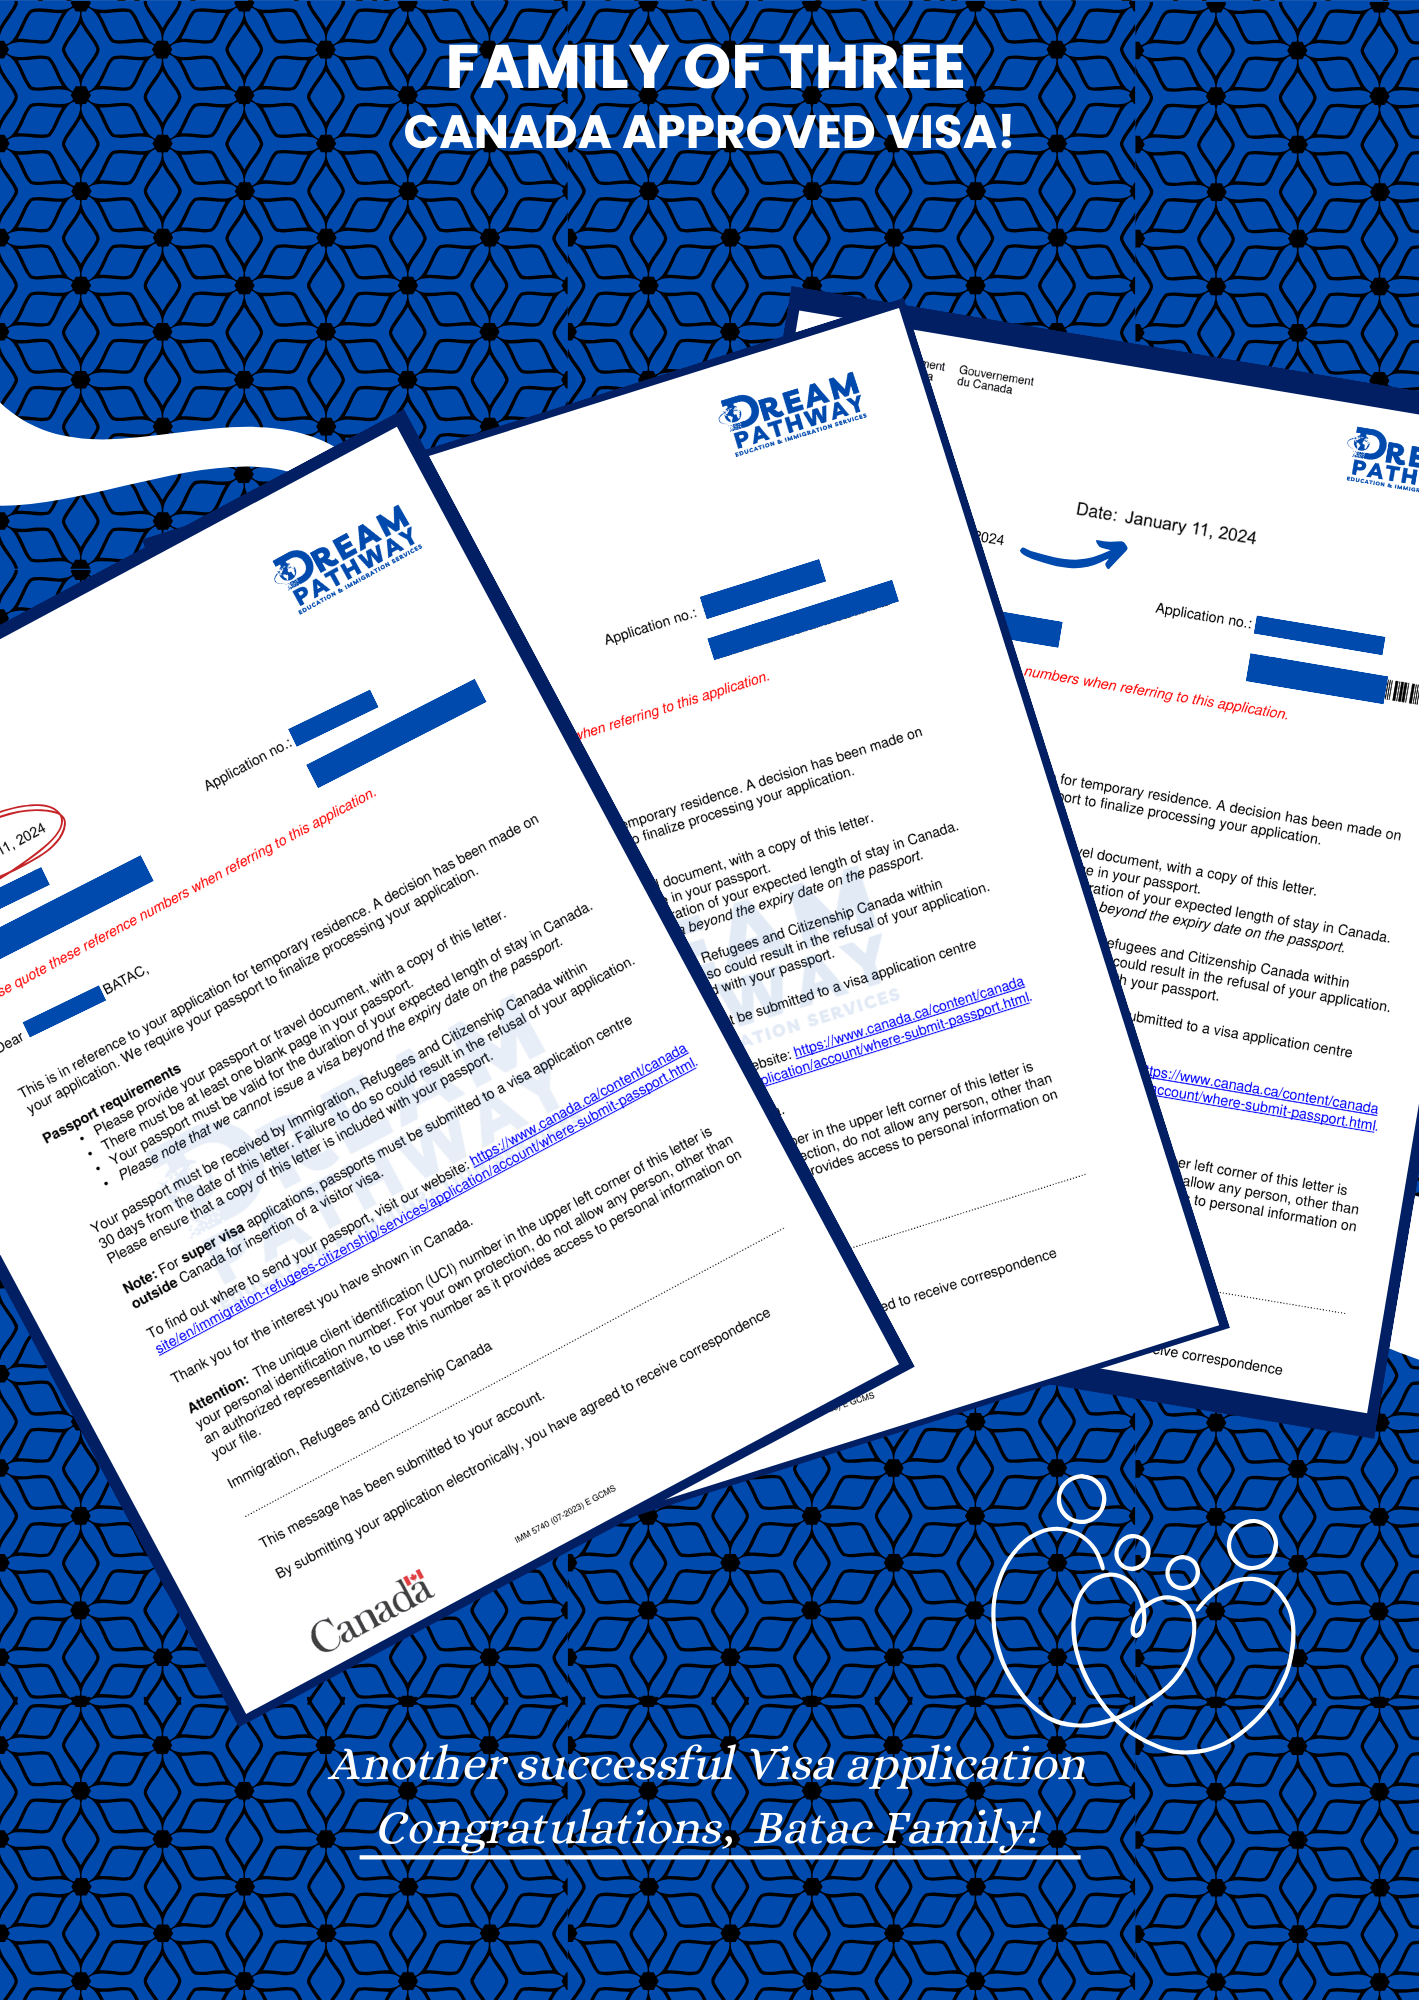 FAMILY OF THREE
CANADA APPROVED VISA!
DREAM
PATHWAY
EDUCATION & IMMIGRATION SERVICES
Application no.:
11, 2024
se quote these reference numbers when referring to this application.
Dear BATAC,
This is in reference to your application for temporary residence. A decision has been made on
your application. We require your passport to finalize processing your application.
Passport requirements
• Please provide your passport or travel document, with a copy of this letter.
• There must be at least one blank page in your passport.
• Your passport must be valid for the duration of your expected length of stay in Canada.
• Please note that we cannot issue a visa beyond the expiry date on the passport.
Your passport must be received by Immigration, Refugees and Citizenship Canada within
30 days from the date of this letter. Failure to do so could result in the refusal of your application.
Please ensure that a copy of this letter is included with your passport.
Note: For super visa applications, passports must be submitted to a visa application centre
outside Canada for insertion of a visitor visa.
To find out where to send your passport, visit our website: https://www.canada.ca/content/canada
site/en/immigration-refugees-citizenship/services/application/account/where-submit-passport.html.
Thank you for the interest you have shown in Canada.
Attention: The unique client identification (UCI) number in the upper left corner of this letter is
your personal identification number. For your own protection, do not allow any person, other than
an authorized representative, to use this number as it provides access to personal information on
your file.
Immigration, Refugees and Citizenship Canada
This message has been submitted to your account.
By submitting your application electronically, you have agreed to receive correspondence
IMM 5740 (07-2023) E GCMS
Canada
DREAM
PATHWAY
DREAM
PATHWAY
EDUCATION & IMMIGRATION SERVICES
Application no.:
when referring to this application.
emporary residence. A decision has been made on
o finalize processing your application.
document, with a copy of this letter.
e in your passport.
ration of your expected length of stay in Canada.
a beyond the expiry date on the passport.
Refugees and Citizenship Canada within
so could result in the refusal of your application.
d with your passport.
t be submitted to a visa application centre
ebsite: https://www.canada.ca/content/canada
plication/account/where-submit-passport.html.
ber in the upper left corner of this letter is
ection, do not allow any person, other than
rovides access to personal information on
ed to receive correspondence
E GCMS
AM
WAY
ATION SERVICES
ment Gouvernement
a du Canada
DRE
PATH
EDUCATION & IMMIG
Date: January 11, 2024
2024
Application no.:
numbers when referring to this application.
for temporary residence. A decision has been made on
port to finalize processing your application.
vel document, with a copy of this letter.
ge in your passport.
ration of your expected length of stay in Canada.
beyond the expiry date on the passport.
efugees and Citizenship Canada within
could result in the refusal of your application.
h your passport.
ubmitted to a visa application centre
ttps://www.canada.ca/content/canada
account/where-submit-passport.html.
er left corner of this letter is
allow any person, other than
to personal information on
eive correspondence
Another successful Visa application
Congratulations, Batac Family!